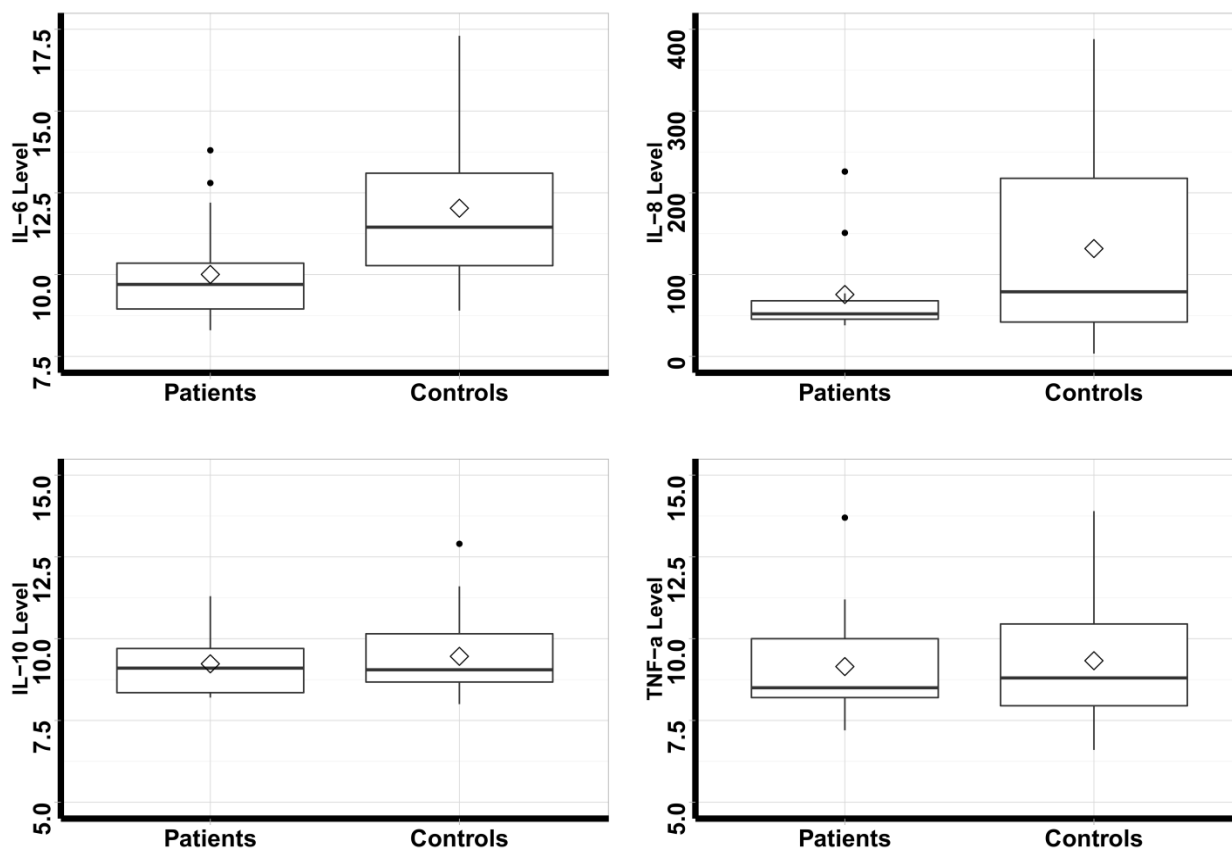 IL−6 Level
17.5
15.0
12.5
10.0
7.5
Patients
Controls
IL−8 Level
400
300
200
100
0
Patients
Controls
IL−10 Level
15.0
12.5
10.0
7.5
5.0
Patients
Controls
TNF−a Level
15.0
12.5
10.0
7.5
5.0
Patients
Controls